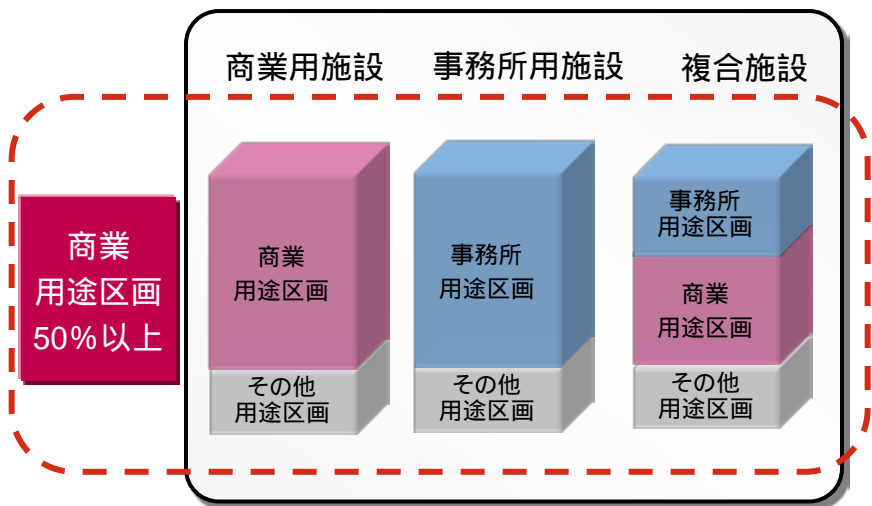 商業用施設
事務所用施設
複合施設
商業
用途区画
50%以上
商業
用途区画
その他
用途区画
事務所
用途区画
その他
用途区画
事務所
用途区画
商業
用途区画
その他
用途区画